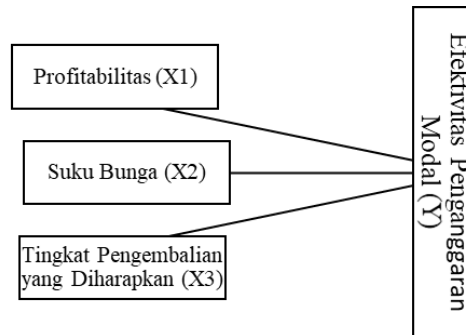 Profitabilitas (X1)
Suku Bunga (X2)
Tingkat Pengembalian
yang Diharapkan (X3)
Efektivitas Penganggaran
Modal (Y)